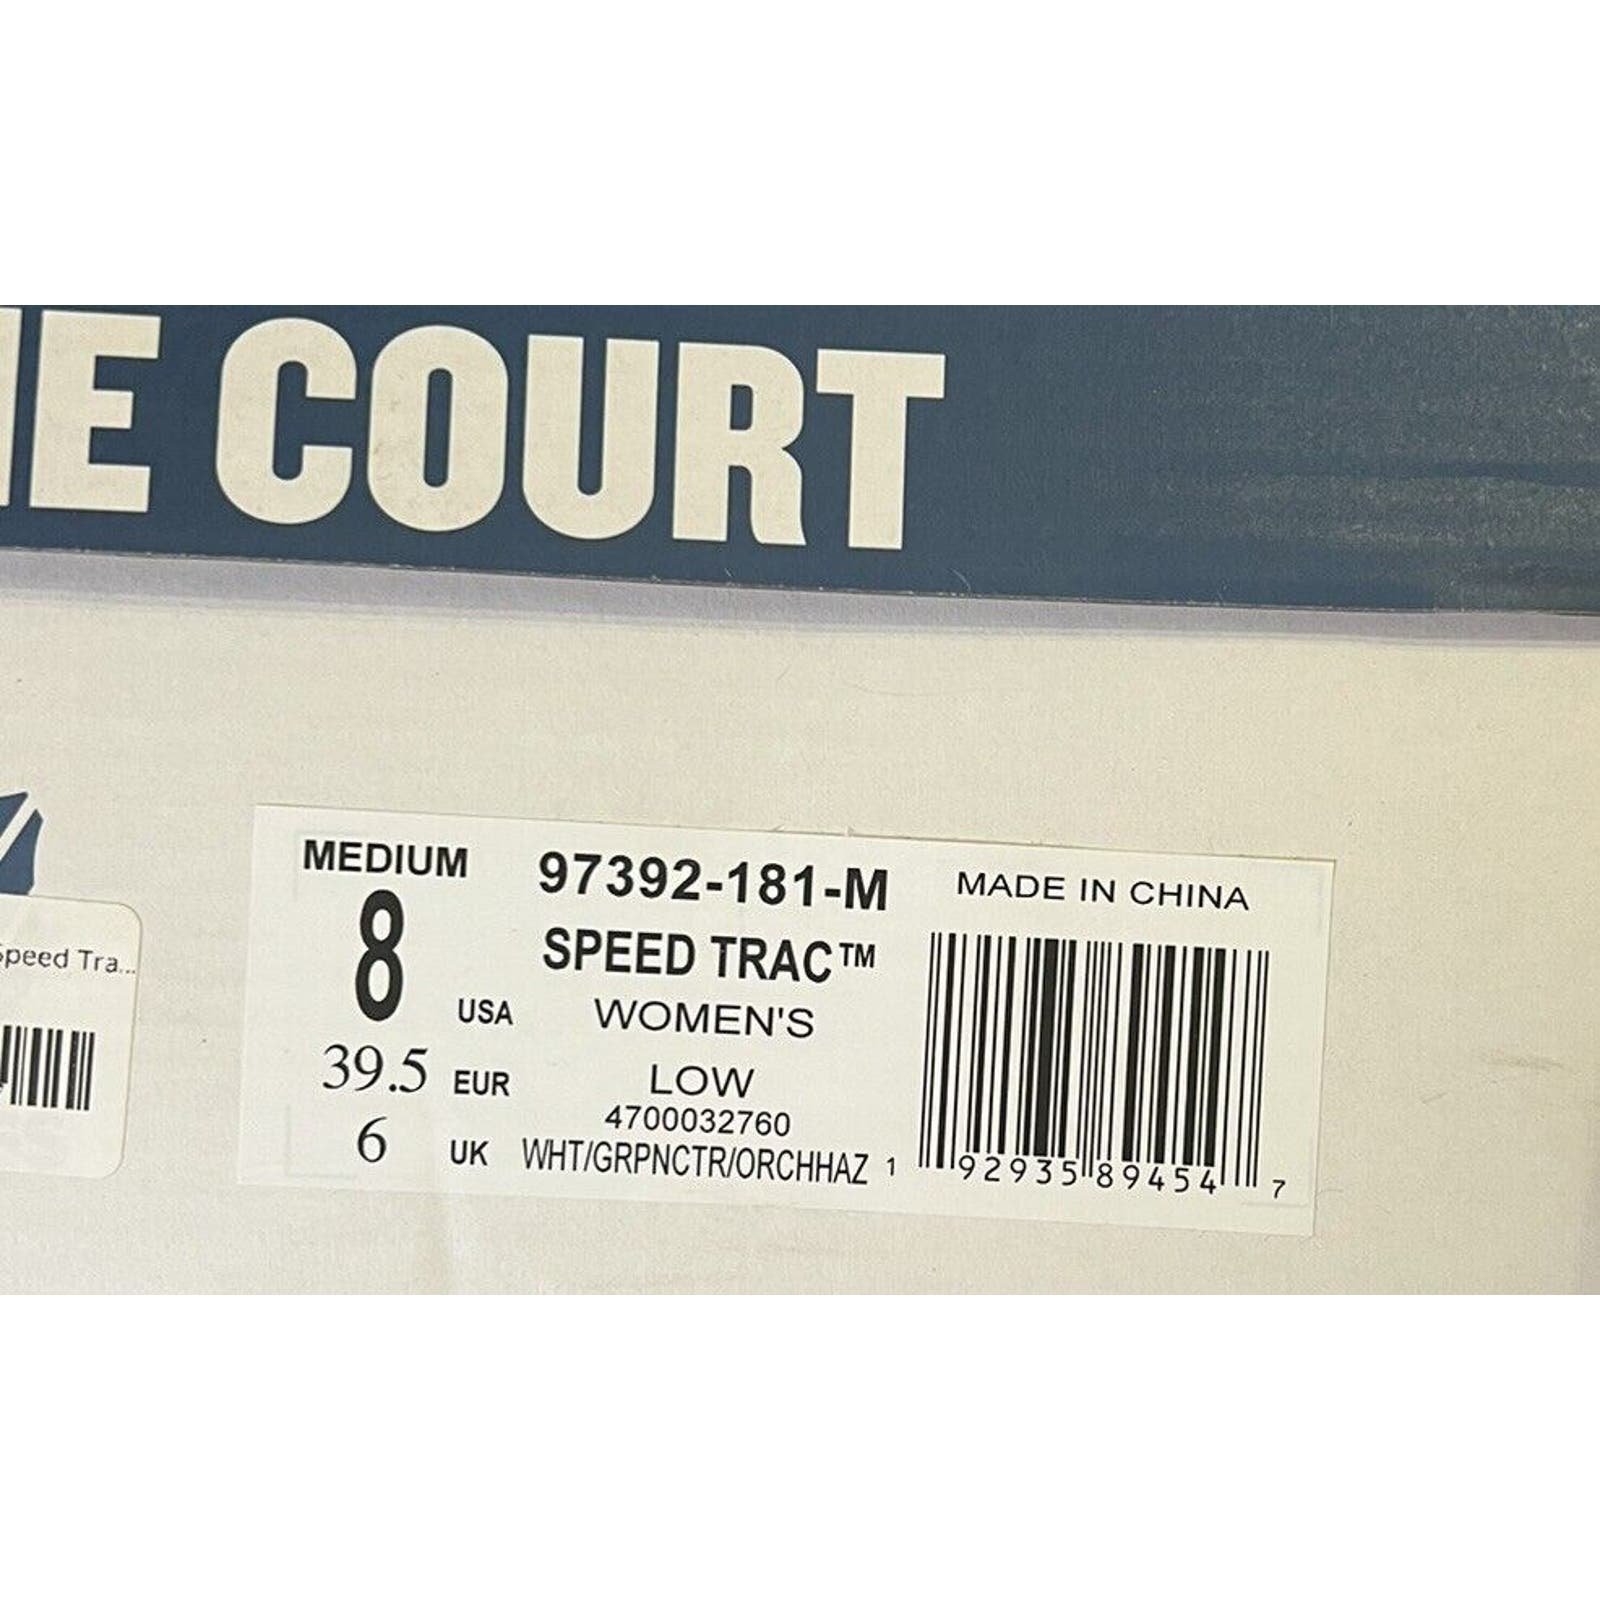 HE COURT
Speed Tra...
MEDIUM
8 USA
39.5 EUR
6 UK
97392-181-M
SPEED TRAC™
WOMEN'S
LOW
4700032760
WHT/GRPNCTR/ORCHHAZ
MADE IN CHINA
1 92935 89454 7